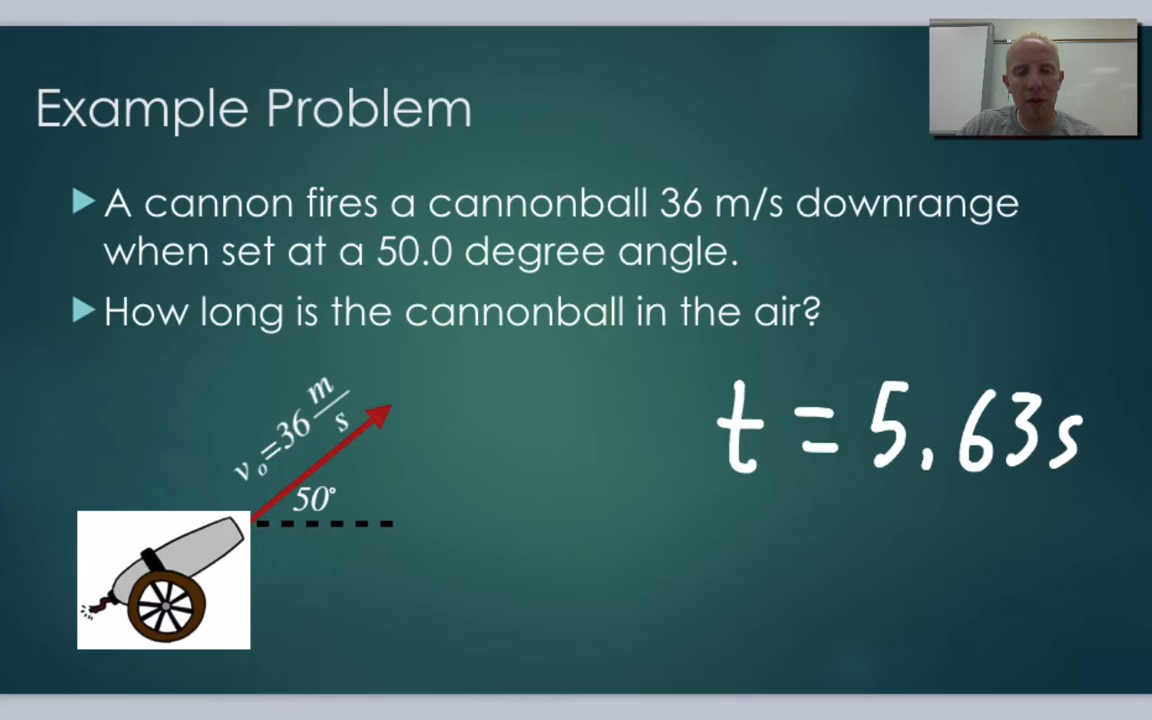 Example Problem
A cannon fires a cannonball 36 m/s downrange
when set at a 50.0 degree angle.
How long is the cannonball in the air?
v₀=36 m/s
50°
t = 5.63s